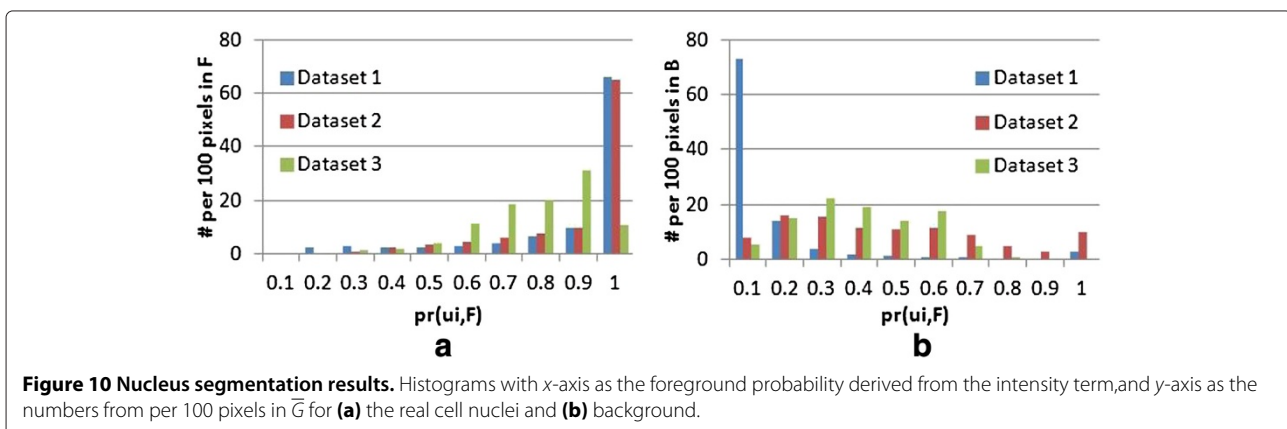 80
60
40
20
0
# per 100 pixels in F
Dataset 1
Dataset 2
Dataset 3
0.1 0.2 0.3 0.4 0.5 0.6 0.7 0.8 0.9 1
pr(ui,F)
a
80
60
40
20
0
# per 100 pixels in B
Dataset 1
Dataset 2
Dataset 3
0.1 0.2 0.3 0.4 0.5 0.6 0.7 0.8 0.9 1
pr(ui,F)
b
Figure 10 Nucleus segmentation results. Histograms with x-axis as the foreground probability derived from the intensity term,and y-axis as the
numbers from per 100 pixels in G̅ for (a) the real cell nuclei and (b) background.